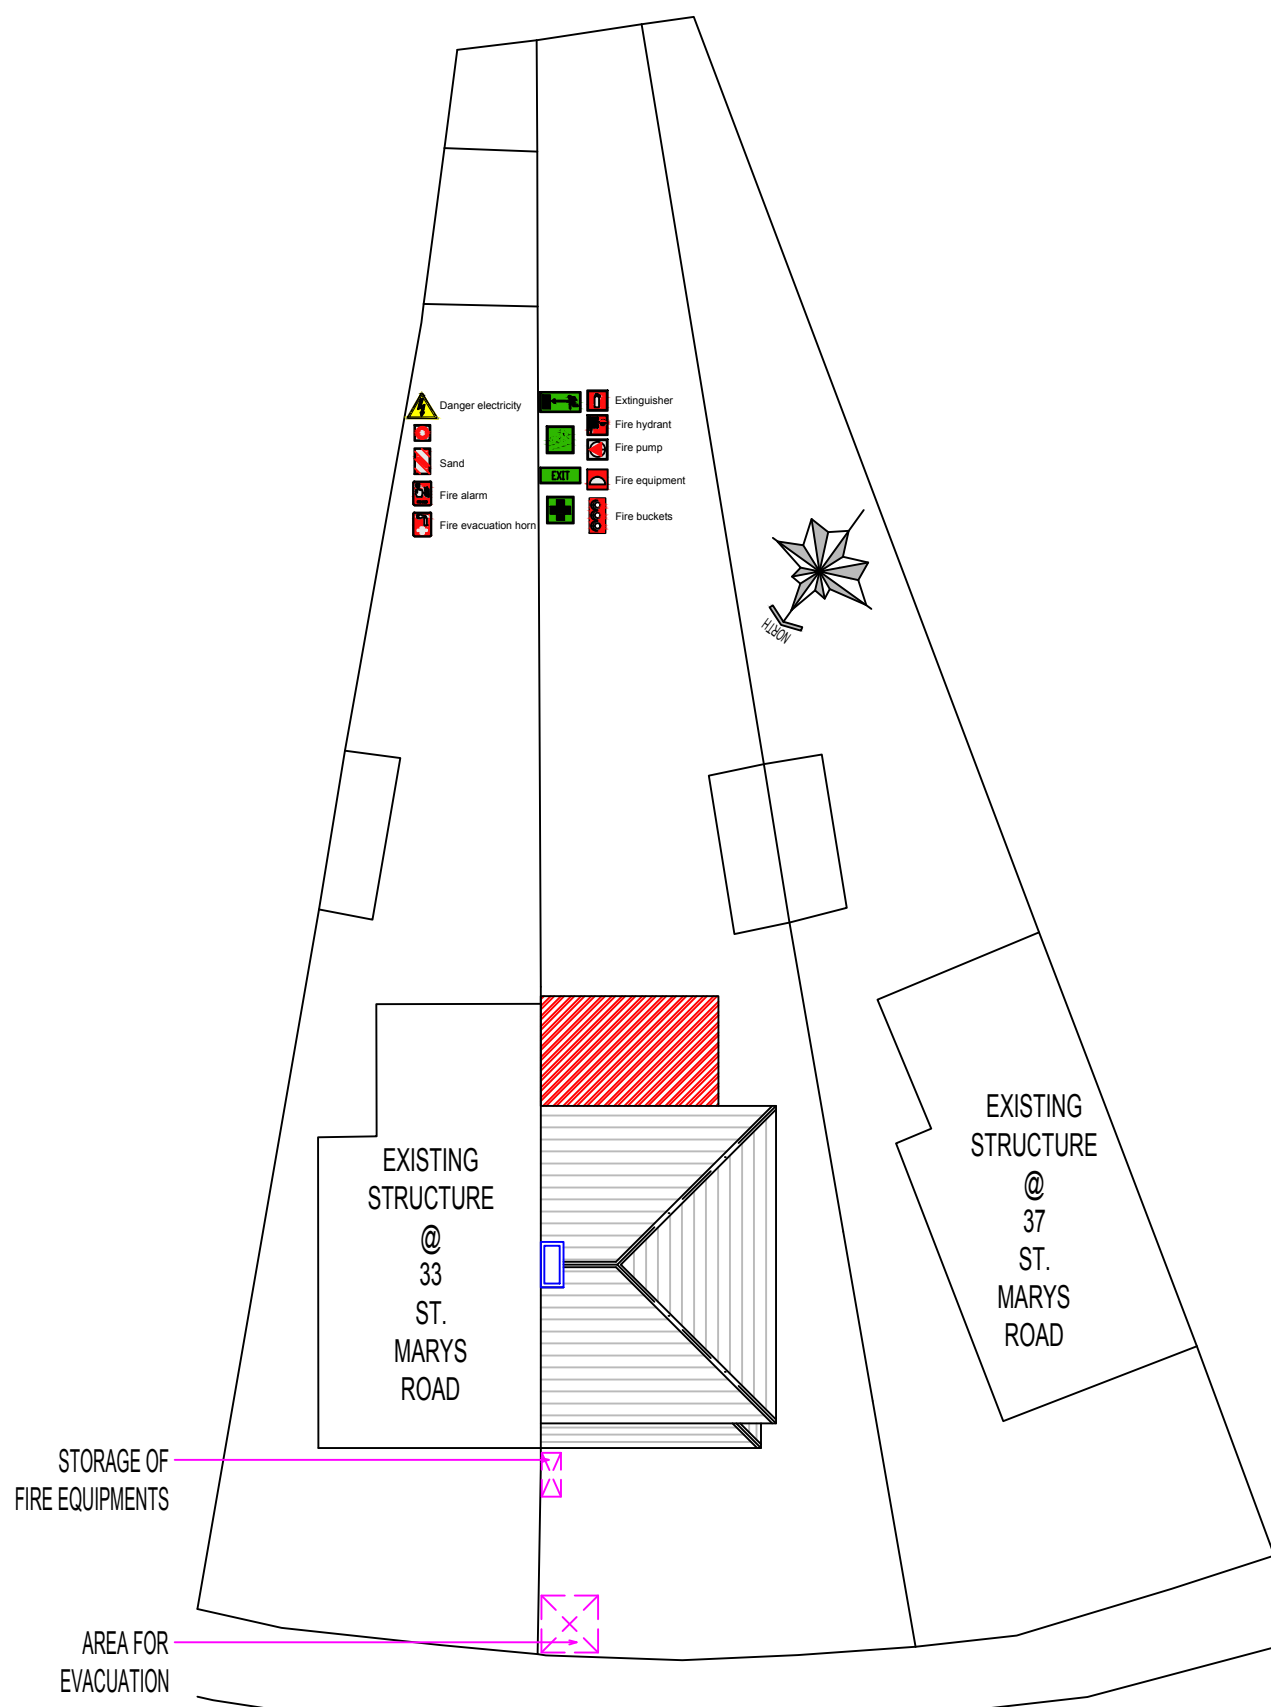 Danger electricity
Sand
Fire alarm
Fire evacuation horn
EXIT
Extinguisher
Fire hydrant
Fire pump
Fire equipment
Fire buckets
NORTH
EXISTING
STRUCTURE
@
33
ST.
MARYS
ROAD
EXISTING
STRUCTURE
@
37
ST.
MARYS
ROAD
STORAGE OF
FIRE EQUIPMENTS
AREA FOR
EVACUATION